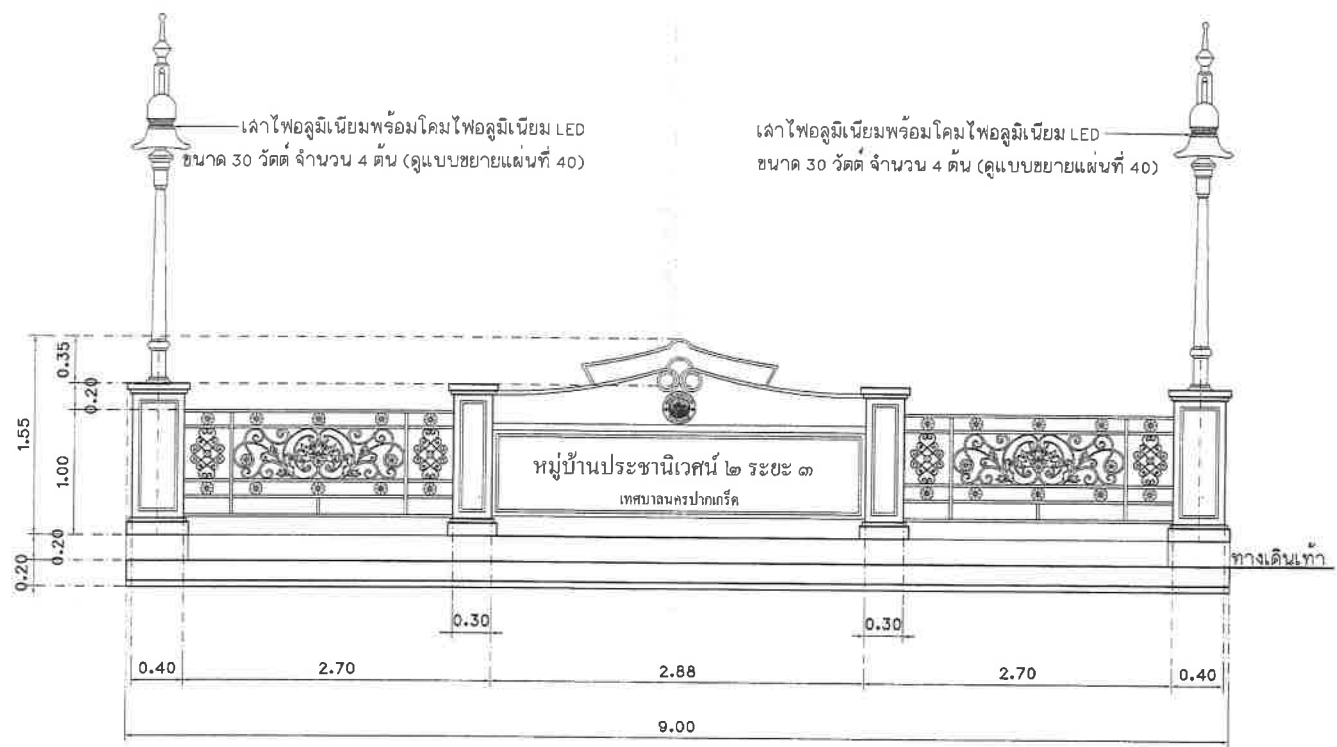 เสาไฟอลูมิเนียมพร้อมโคมไฟอลูมิเนียม LED
ขนาด 30 วัตต์ จำนวน 4 ต้น (ดูแบบขยายแผ่นที่ 40)
เสาไฟอลูมิเนียมพร้อมโคมไฟอลูมิเนียม LED
ขนาด 30 วัตต์ จำนวน 4 ต้น (ดูแบบขยายแผ่นที่ 40)
0.35
0.20
1.55
1.00
0.20
0.20
หมู่บ้านประชานิเวศน์ ๒ ระยะ ๓
เทศบาลนครปากเกร็ด
ทางเดินเท้า
0.30
0.30
0.40
2.70
2.88
2.70
0.40
9.00